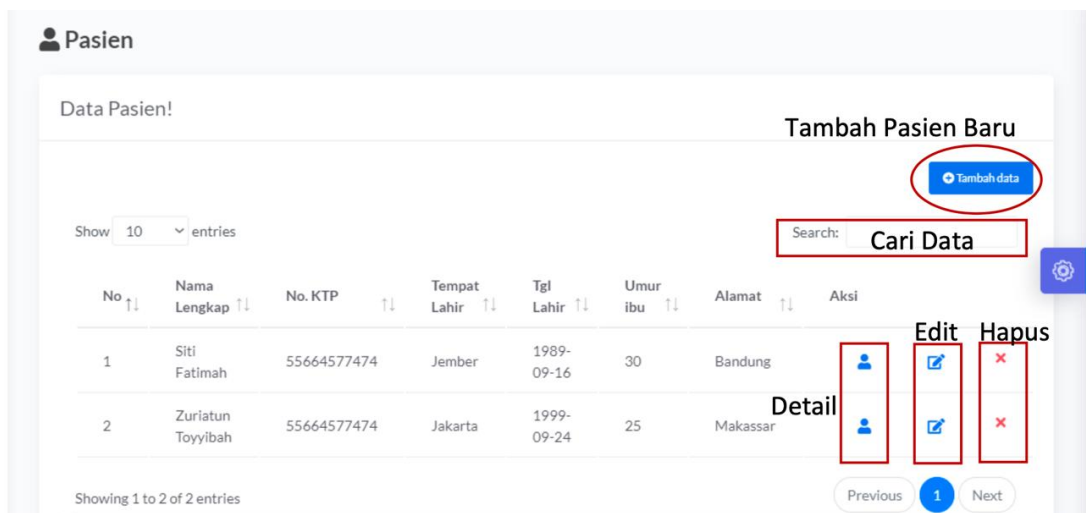 Pasien
Data Pasien!
Tambah Pasien Baru
Tambah data
Show 10 entries
Search: Cari Data
No Nama Lengkap No. KTP Tempat Lahir Tgl Lahir Umur ibu Alamat Aksi
Edit Hapus
1 Siti Fatimah 55664577474 Jember 1989-09-16 30 Bandung
Detail
2 Zuriatun Toyyibah 55664577474 Jakarta 1999-09-24 25 Makassar
Showing 1 to 2 of 2 entries
Previous 1 Next